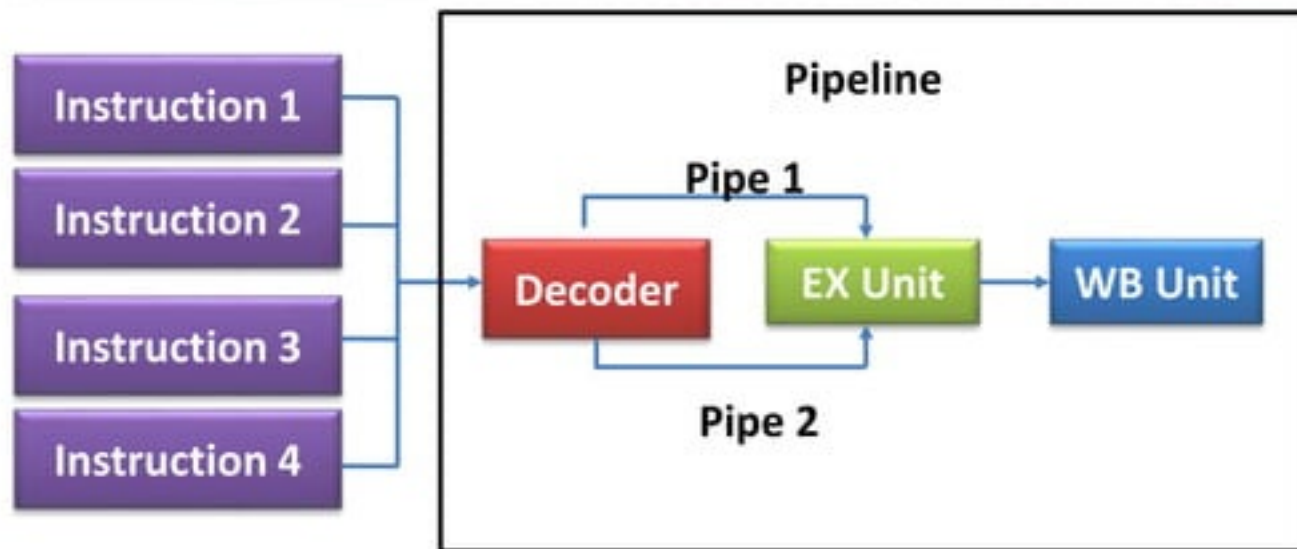 Instruction 1
Instruction 2
Instruction 3
Instruction 4
Pipeline
Pipe 1
Decoder
EX Unit
WB Unit
Pipe 2